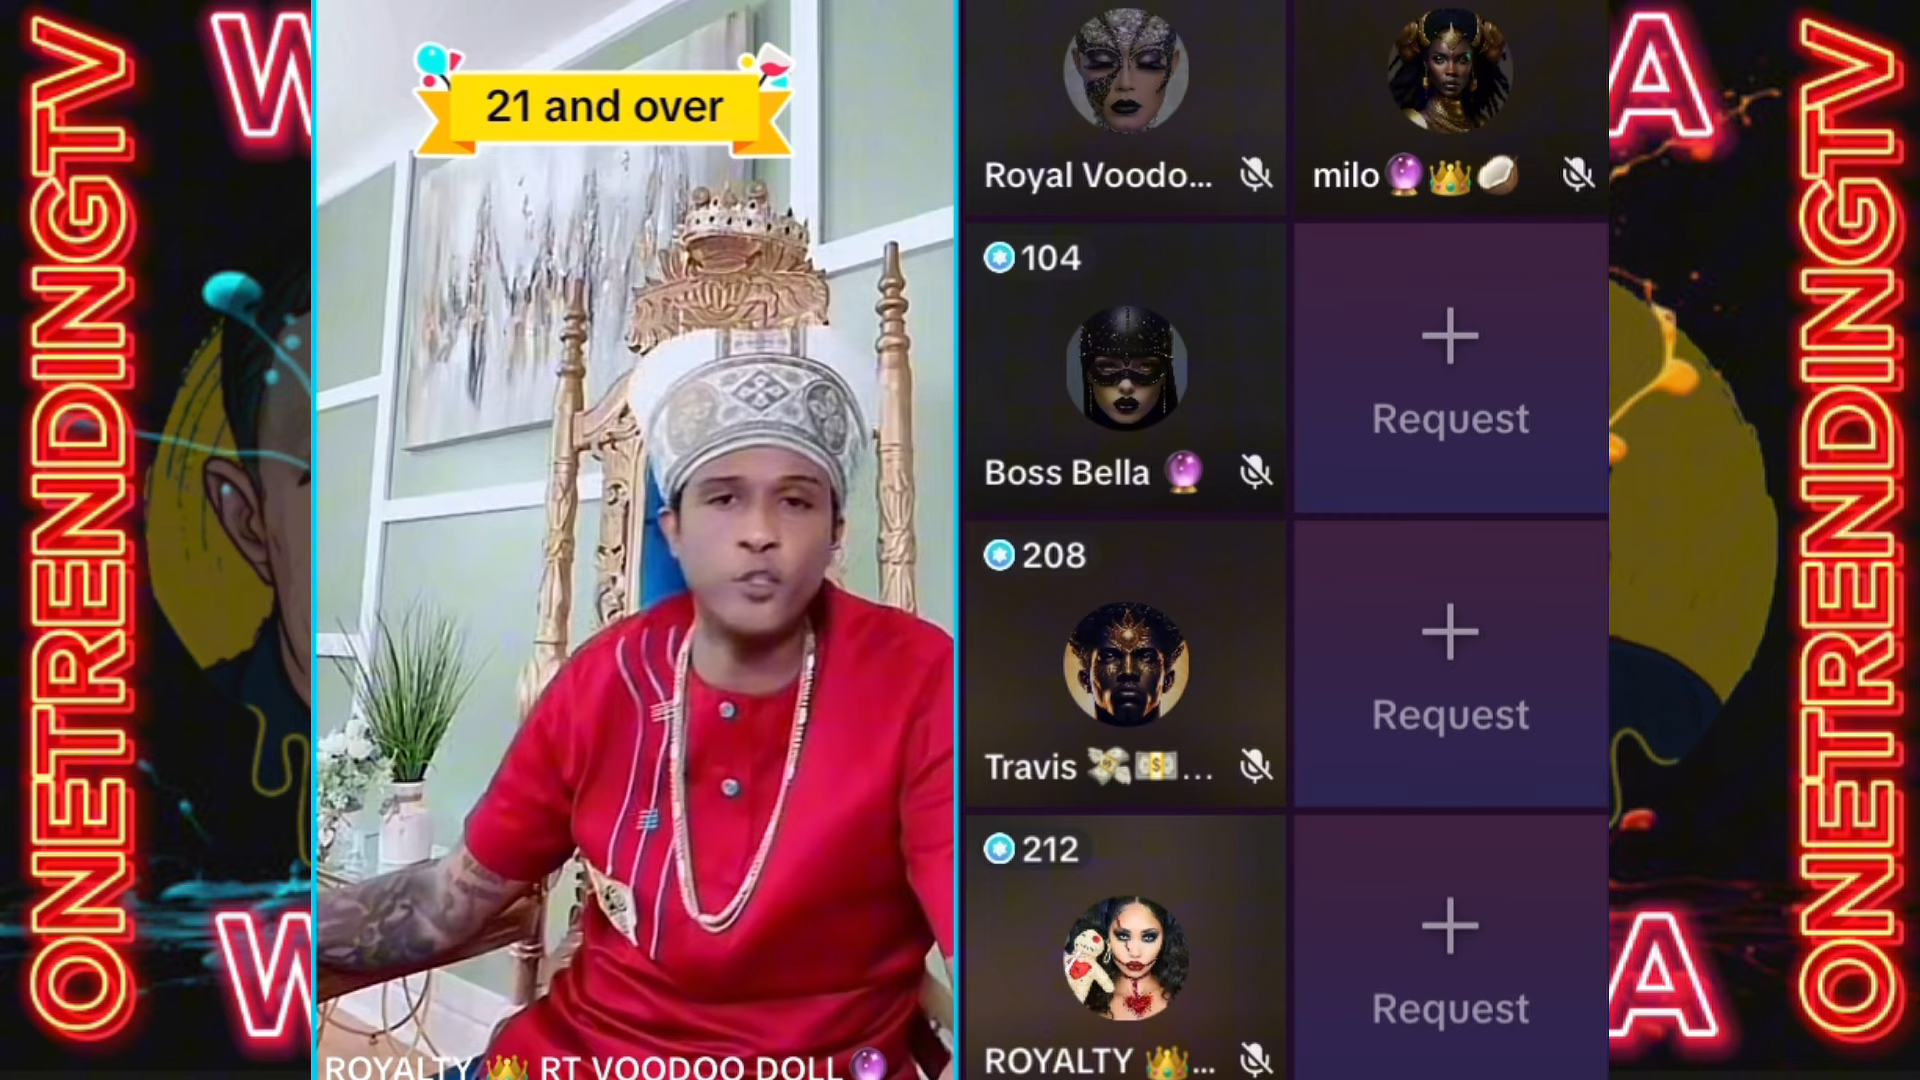 ONETRENDINGTV
W
21 and over
Royal Voodo...
milo🔮👑🥥
104
Request
Boss Bella 🔮
208
Request
Travis 💸💵...
212
Request
ROYALTY 👑...
ROYALTY 👑 RT VOODOO DOLL🔮
W
A
A
ONETRENDINGTV